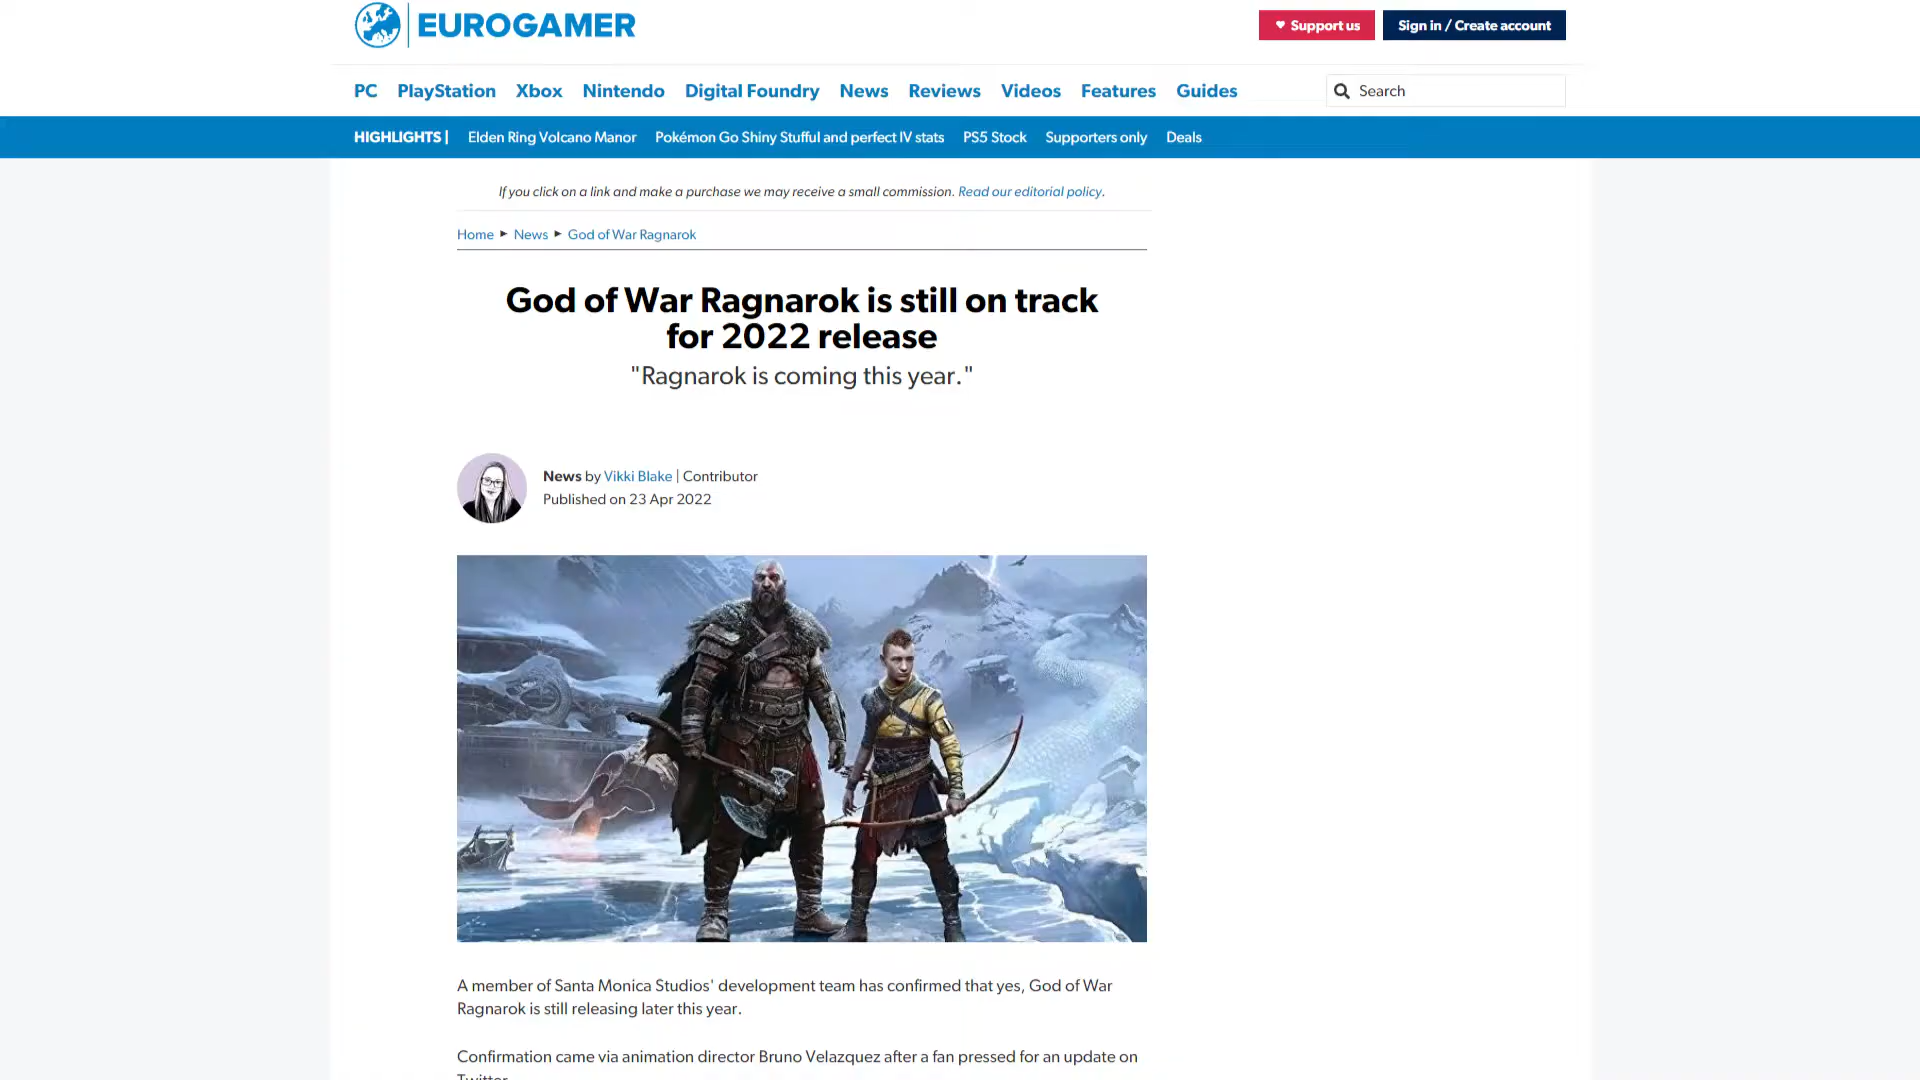 EUROGAMER
♥ Support us
Sign in / Create account
PC PlayStation Xbox Nintendo Digital Foundry News Reviews Videos Features Guides
Search
HIGHLIGHTS | Elden Ring Volcano Manor Pokémon Go Shiny Stufful and perfect IV stats PS5 Stock Supporters only Deals
If you click on a link and make a purchase we may receive a small commission. Read our editorial policy.
Home ► News ► God of War Ragnarok
God of War Ragnarok is still on track
for 2022 release
"Ragnarok is coming this year."
News by Vikki Blake | Contributor
Published on 23 Apr 2022
A member of Santa Monica Studios' development team has confirmed that yes, God of War
Ragnarok is still releasing later this year.
Confirmation came via animation director Bruno Velazquez after a fan pressed for an update on
Twitter